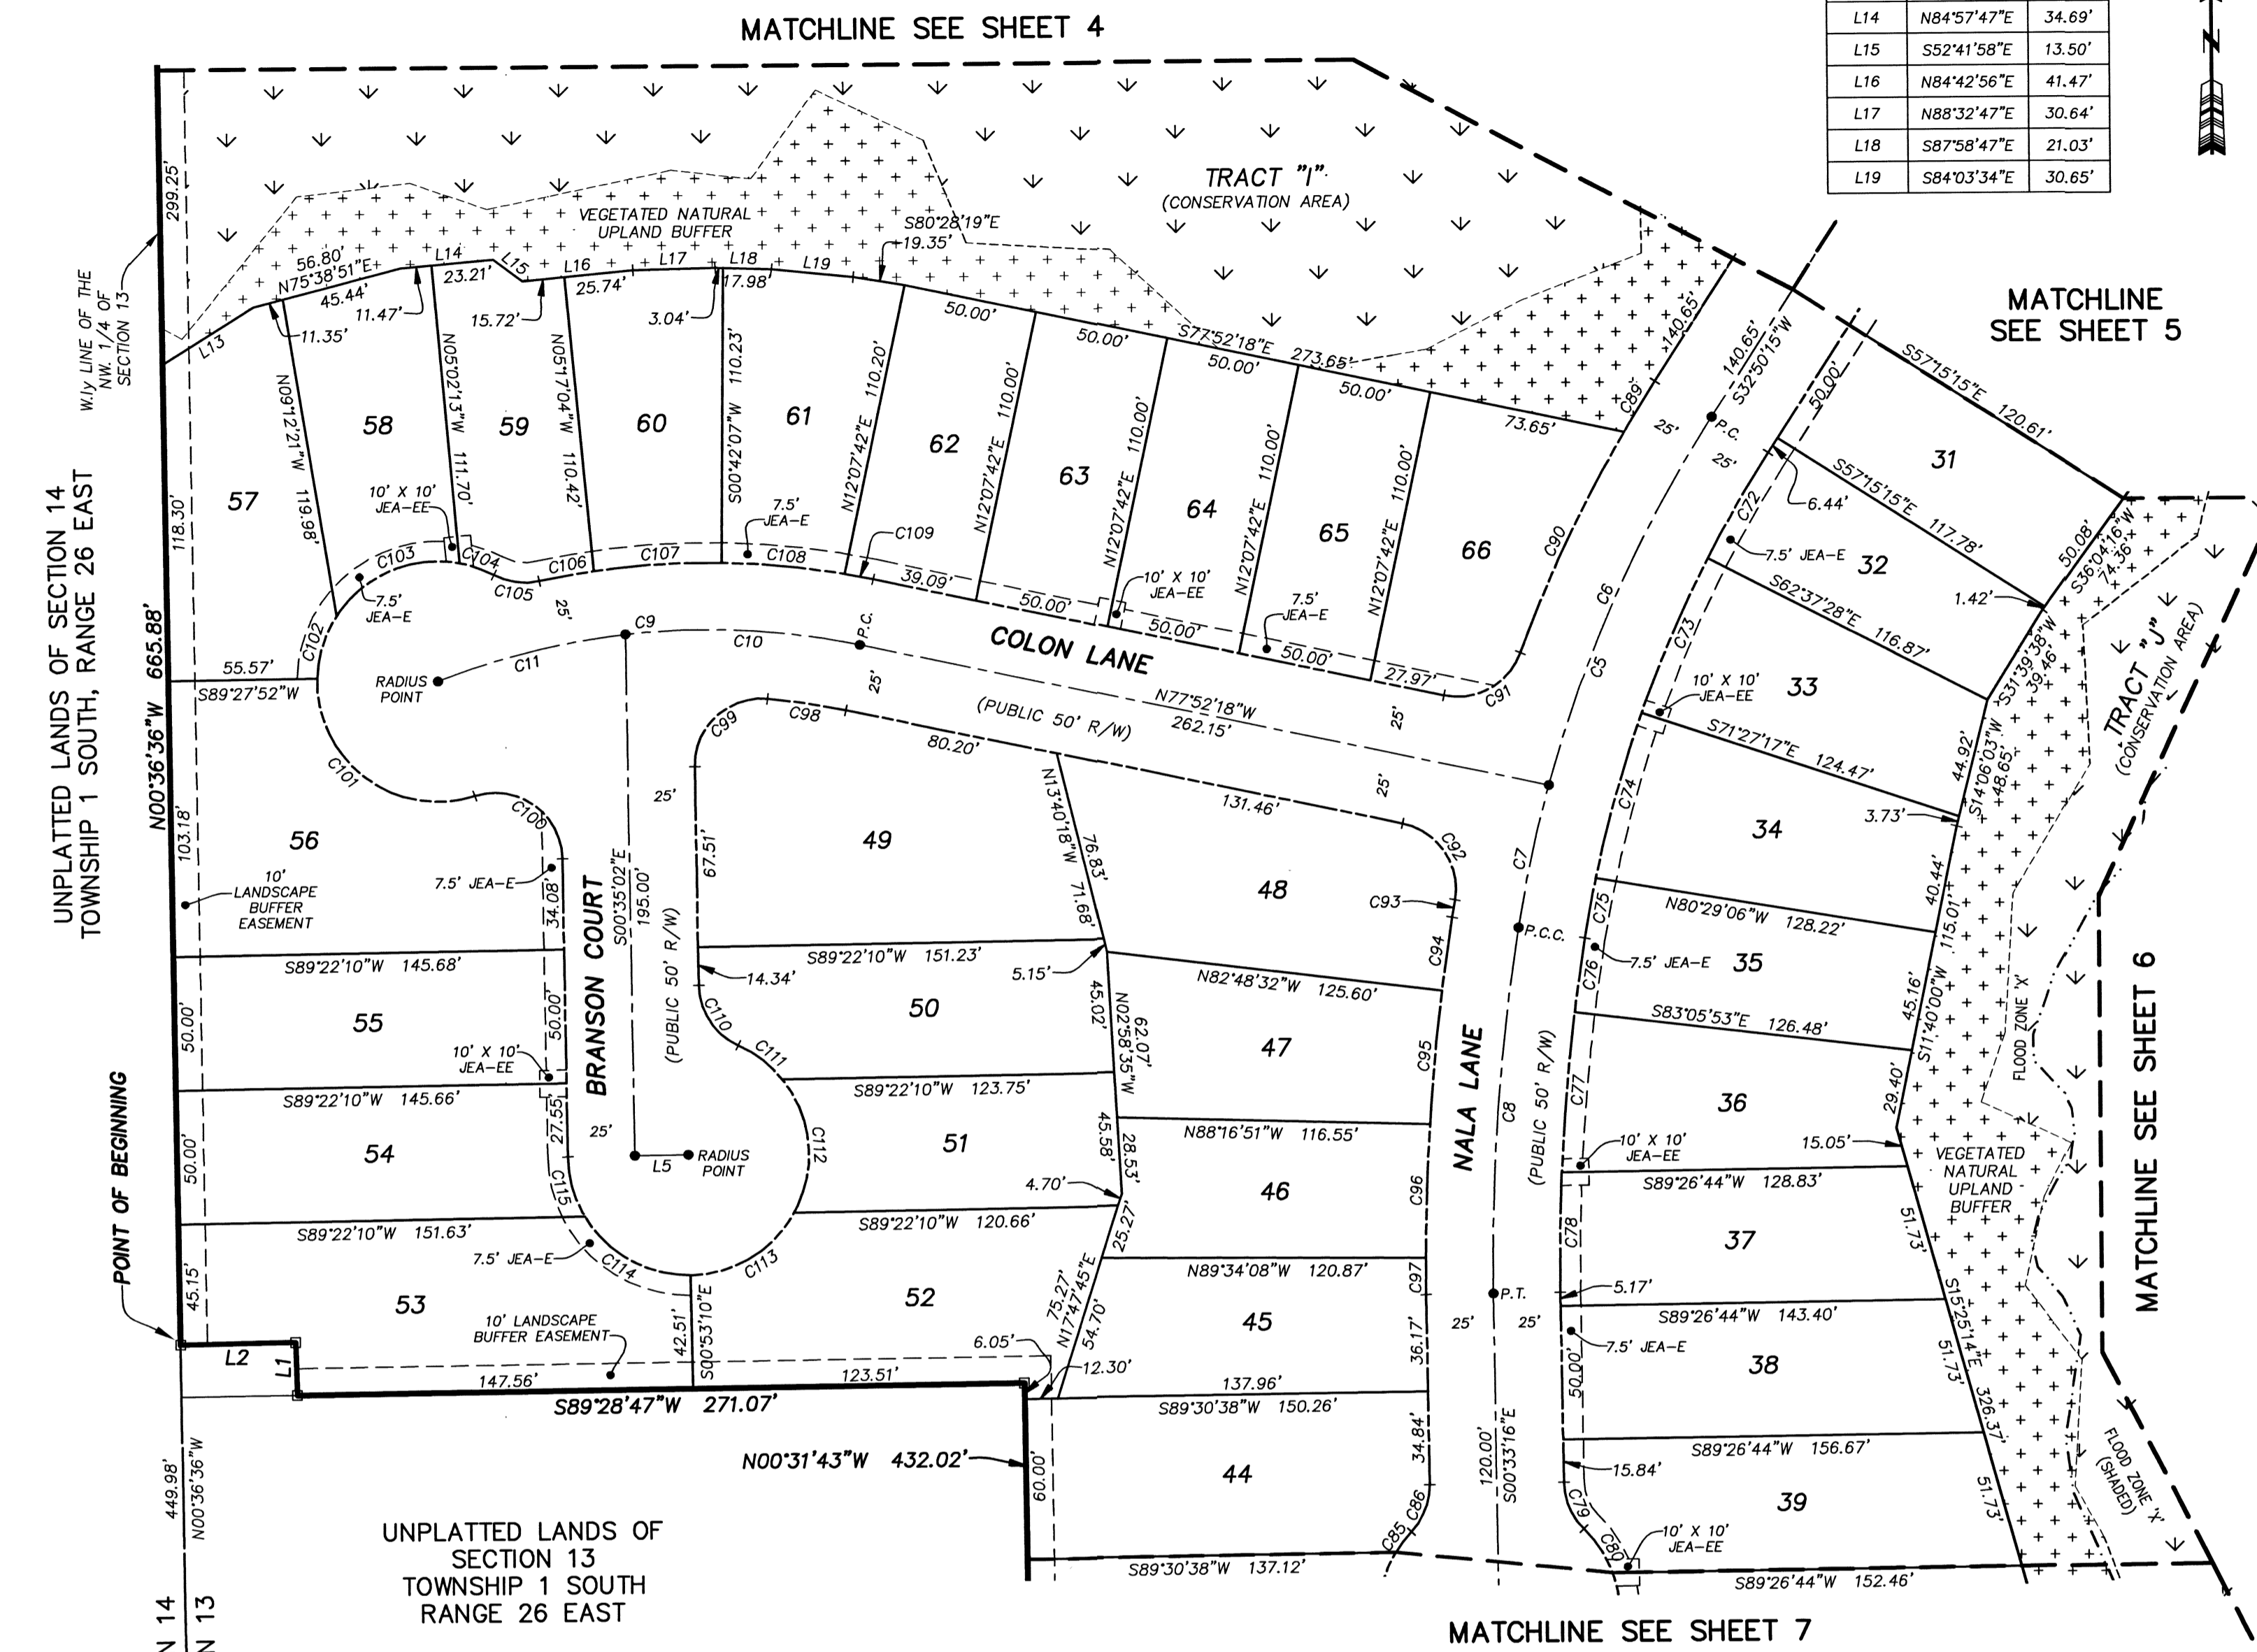 MATCHLINE SEE SHEET 4
L14 N84°57'47"E 34.69'
L15 S52°41'58"E 13.50'
L16 N84°42'56"E 41.47'
L17 N88°32'47"E 30.64'
L18 S87°58'47"E 21.03'
L19 S84°03'34"E 30.65'
N
299.25'
W.ly LINE OF THE
NW. 1/4 OF
SECTION 13
VEGETATED NATURAL
UPLAND BUFFER
TRACT "I"
(CONSERVATION AREA)
S80°28'19"E
19.35'
MATCHLINE
SEE SHEET 5
L13
56.80'
N75°38'51"E
45.44'
11.35'
11.47'
L14
23.21'
L15
15.72'
L16
25.74'
L17
3.04'
L18
17.98'
L19
50.00'
50.00'
S77°52'18"E 273.65'
50.00'
50.00'
73.65'
C89
140.65'
140.65'
S32°50'15"W
50.00'
S57°15'15"E 120.61'
UNPLATTED LANDS OF SECTION 14
TOWNSHIP 1 SOUTH, RANGE 26 EAST
N00°36'36"W 665.88'
118.30'
57
N09°12'21"W 119.98'
58
N05°02'13"W 111.70'
59
N05°17'04"W 110.42'
60
S00°42'07"W 110.23'
61
N12°07'42"E 110.20'
62
N12°07'42"E 110.00'
63
N12°07'42"E 110.00'
64
N12°07'42"E 110.00'
65
N12°07'42"E 110.00'
66
10' X 10'
JEA-EE
7.5'
JEA-E
7.5'
JEA-E
C102
C103
C104
C105
C106
C107
C108
C109
39.09'
50.00'
10' X 10'
JEA-EE
50.00'
7.5'
JEA-E
50.00'
27.97'
C91
C90
25'
P.C.
25'
C6
C5
31
6.44'
C72
7.5' JEA-E
S57°15'15"E 117.78'
32
1.42'
50.08'
S36°04'16"W
74.36'
S62°37'28"E 116.87'
C73
33
10' X 10'
JEA-EE
S31°39'38"W
39.46'
TRACT "J"
(CONSERVATION AREA)
S71°27'17"E 124.47'
44.92'
S14°06'03"W
48.65'
3.73'
C74
34
55.57'
S89°27'52"W
RADIUS
POINT
C11
C9
C10
P.C.
25'
25'
COLON LANE
(PUBLIC 50' R/W)
N77°52'18"W
262.15'
25'
25'
C101
C100
C99
C98
80.20'
131.46'
C92
C93
C7
P.C.C.
103.18'
56
10'
LANDSCAPE
BUFFER
EASEMENT
7.5' JEA-E
34.08'
BRANSON COURT
S00°35'02"E
195.00'
25'
(PUBLIC 50' R/W)
67.51'
49
N13°40'18"W 76.83'
71.68'
48
C94
N80°29'06"W 128.22'
C75
40.44'
7.5' JEA-E
35
C76
S11°40'00"W 115.01'
45.16'
FLOOD ZONE 'X'
S89°22'10"W 145.68'
S89°22'10"W 151.23'
14.34'
5.15'
N82°48'32"W 125.60'
S83°05'53"E 126.48'
50.00'
55
50.00'
C110
50
45.02'
N02°58'35"W
62.07'
47
C95
NALA LANE
C8
(PUBLIC 50' R/W)
C77
36
29.40'
MATCHLINE SEE SHEET 6
10' X 10'
JEA-EE
S89°22'10"W 145.66'
C111
S89°22'10"W 123.75'
N88°16'51"W 116.55'
10' X 10'
JEA-EE
15.05'
VEGETATED
NATURAL
UPLAND
BUFFER
POINT OF BEGINNING
50.00'
54
27.55'
25'
L5
RADIUS
POINT
C112
51
45.58'
28.53'
4.70'
46
C96
S89°26'44"W 128.83'
S89°22'10"W 151.63'
C115
S89°22'10"W 120.66'
25.27'
37
C78
51.73'
7.5' JEA-E
C114
C113
N89°34'08" 120.87'
C97
P.T.
5.17'
45.15'
53
52
75.27'
N17°47'45"E
54.70'
45
25'
25'
S89°26'44"W 143.40'
S15°25'14"E 326.37'
10' LANDSCAPE
BUFFER EASEMENT
42.51'
S00°53'10"E
6.05'
12.30'
36.17'
7.5' JEA-E
50.00'
38
51.73'
L2
L1
147.56'
123.51'
137.96'
S89°28'47"W 271.07'
S89°30'38"W 150.26'
S89°26'44"W 156.67'
N00°31'43"W 432.02'
60.00'
44
34.84'
120.00'
S00°33'16"E
15.84'
39
51.73'
FLOOD ZONE 'X'
(SHADED)
449.98'
N00°36'36"W
C85
C86
C79
C80
10' X 10'
JEA-EE
UNPLATTED LANDS OF
SECTION 13
TOWNSHIP 1 SOUTH
RANGE 26 EAST
S89°30'38"W 137.12'
S89°26'44"W 152.46'
N 14
N 13
MATCHLINE SEE SHEET 7